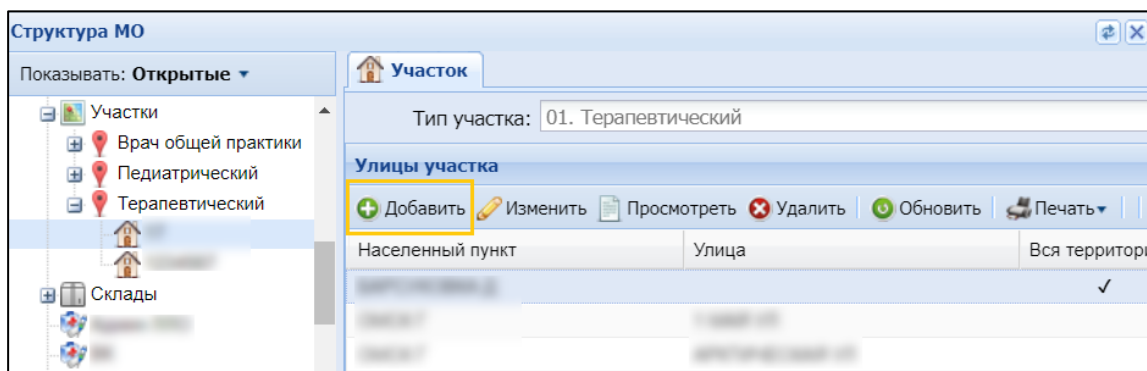 Структура МО
Показывать: Открытые
Участки
Врач общей практики
Педиатрический
Терапевтический
Склады
Участок
Тип участка: 01. Терапевтический
Улицы участка
Добавить Изменить Просмотреть Удалить Обновить Печать
Населенный пункт Улица Вся территори